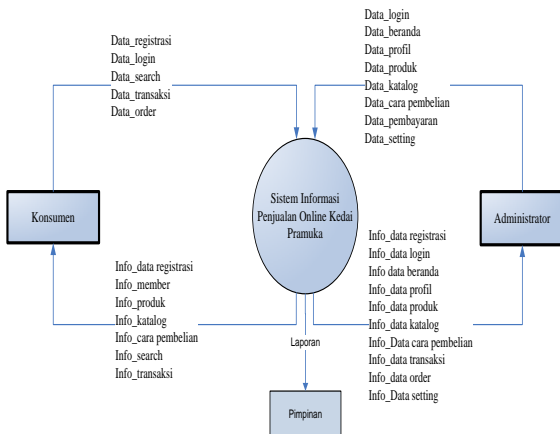 Data_registrasi
Data_login
Data_search
Data_transaksi
Data_order
Data_login
Data_beranda
Data_profil
Data_produk
Data_katalog
Data_cara pembelian
Data_pembayaran
Data_setting
Konsumen
Sistem Informasi
Penjualan Online Kedai
Pramuka
Administrator
Info_data registrasi
Info_member
Info_produk
Info_katalog
Info_cara pembelian
Info_search
Info_transaksi
Info_data registrasi
Info_data login
Info data beranda
Info_data profil
Info_data produk
Info_data katalog
Info_Data cara pembelian
Info_data transaksi
Info_data order
Info_Data setting
Laporan
Pimpinan